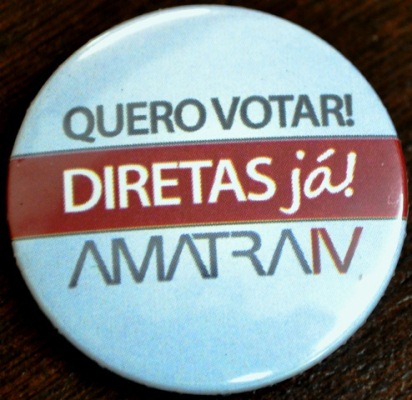 QUERO VOTAR!
DIRETAS já!
AMATRA IV